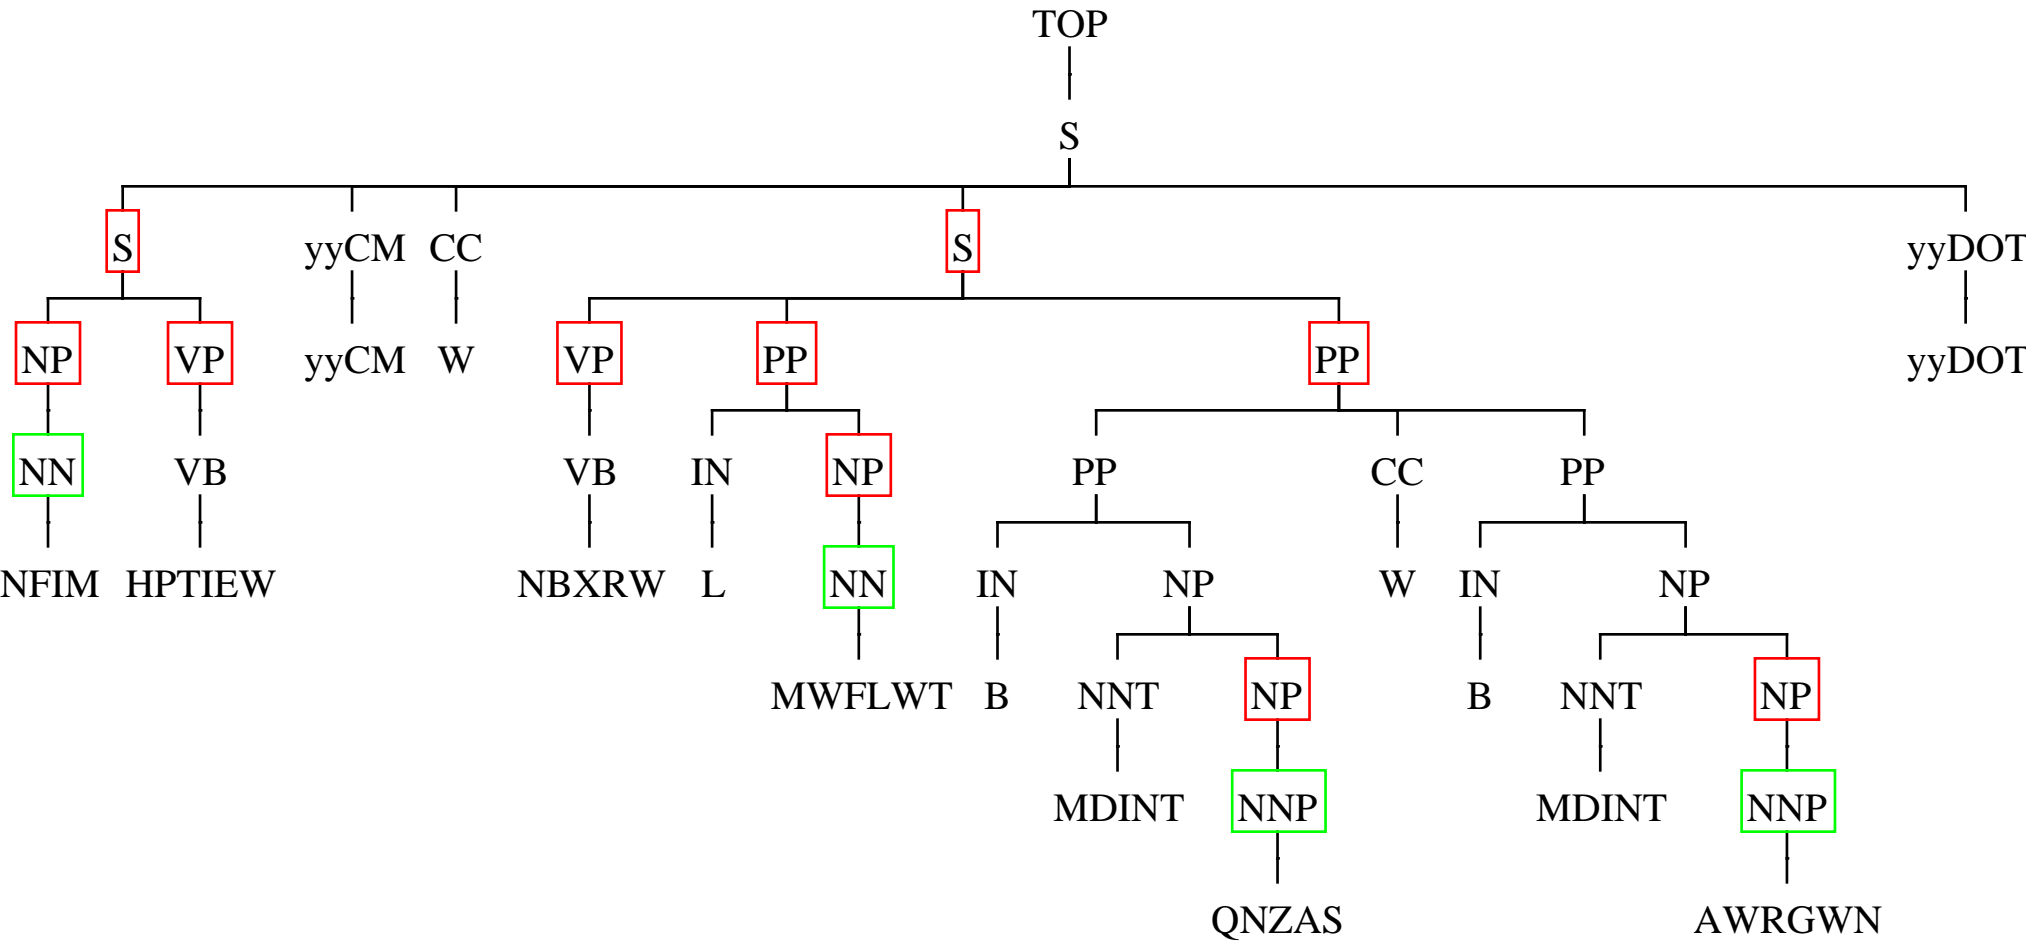 TOP
S
S yyCM CC S yyDOT
NP VP yyCM W VP PP PP yyDOT
NN VB VB IN NP PP CC PP
NFIM HPTIEW NBXRW L NN IN NP W IN NP
MWFLWT B NNT NP B NNT NP
MDINT NNP MDINT NNP
QNZAS AWRGWN